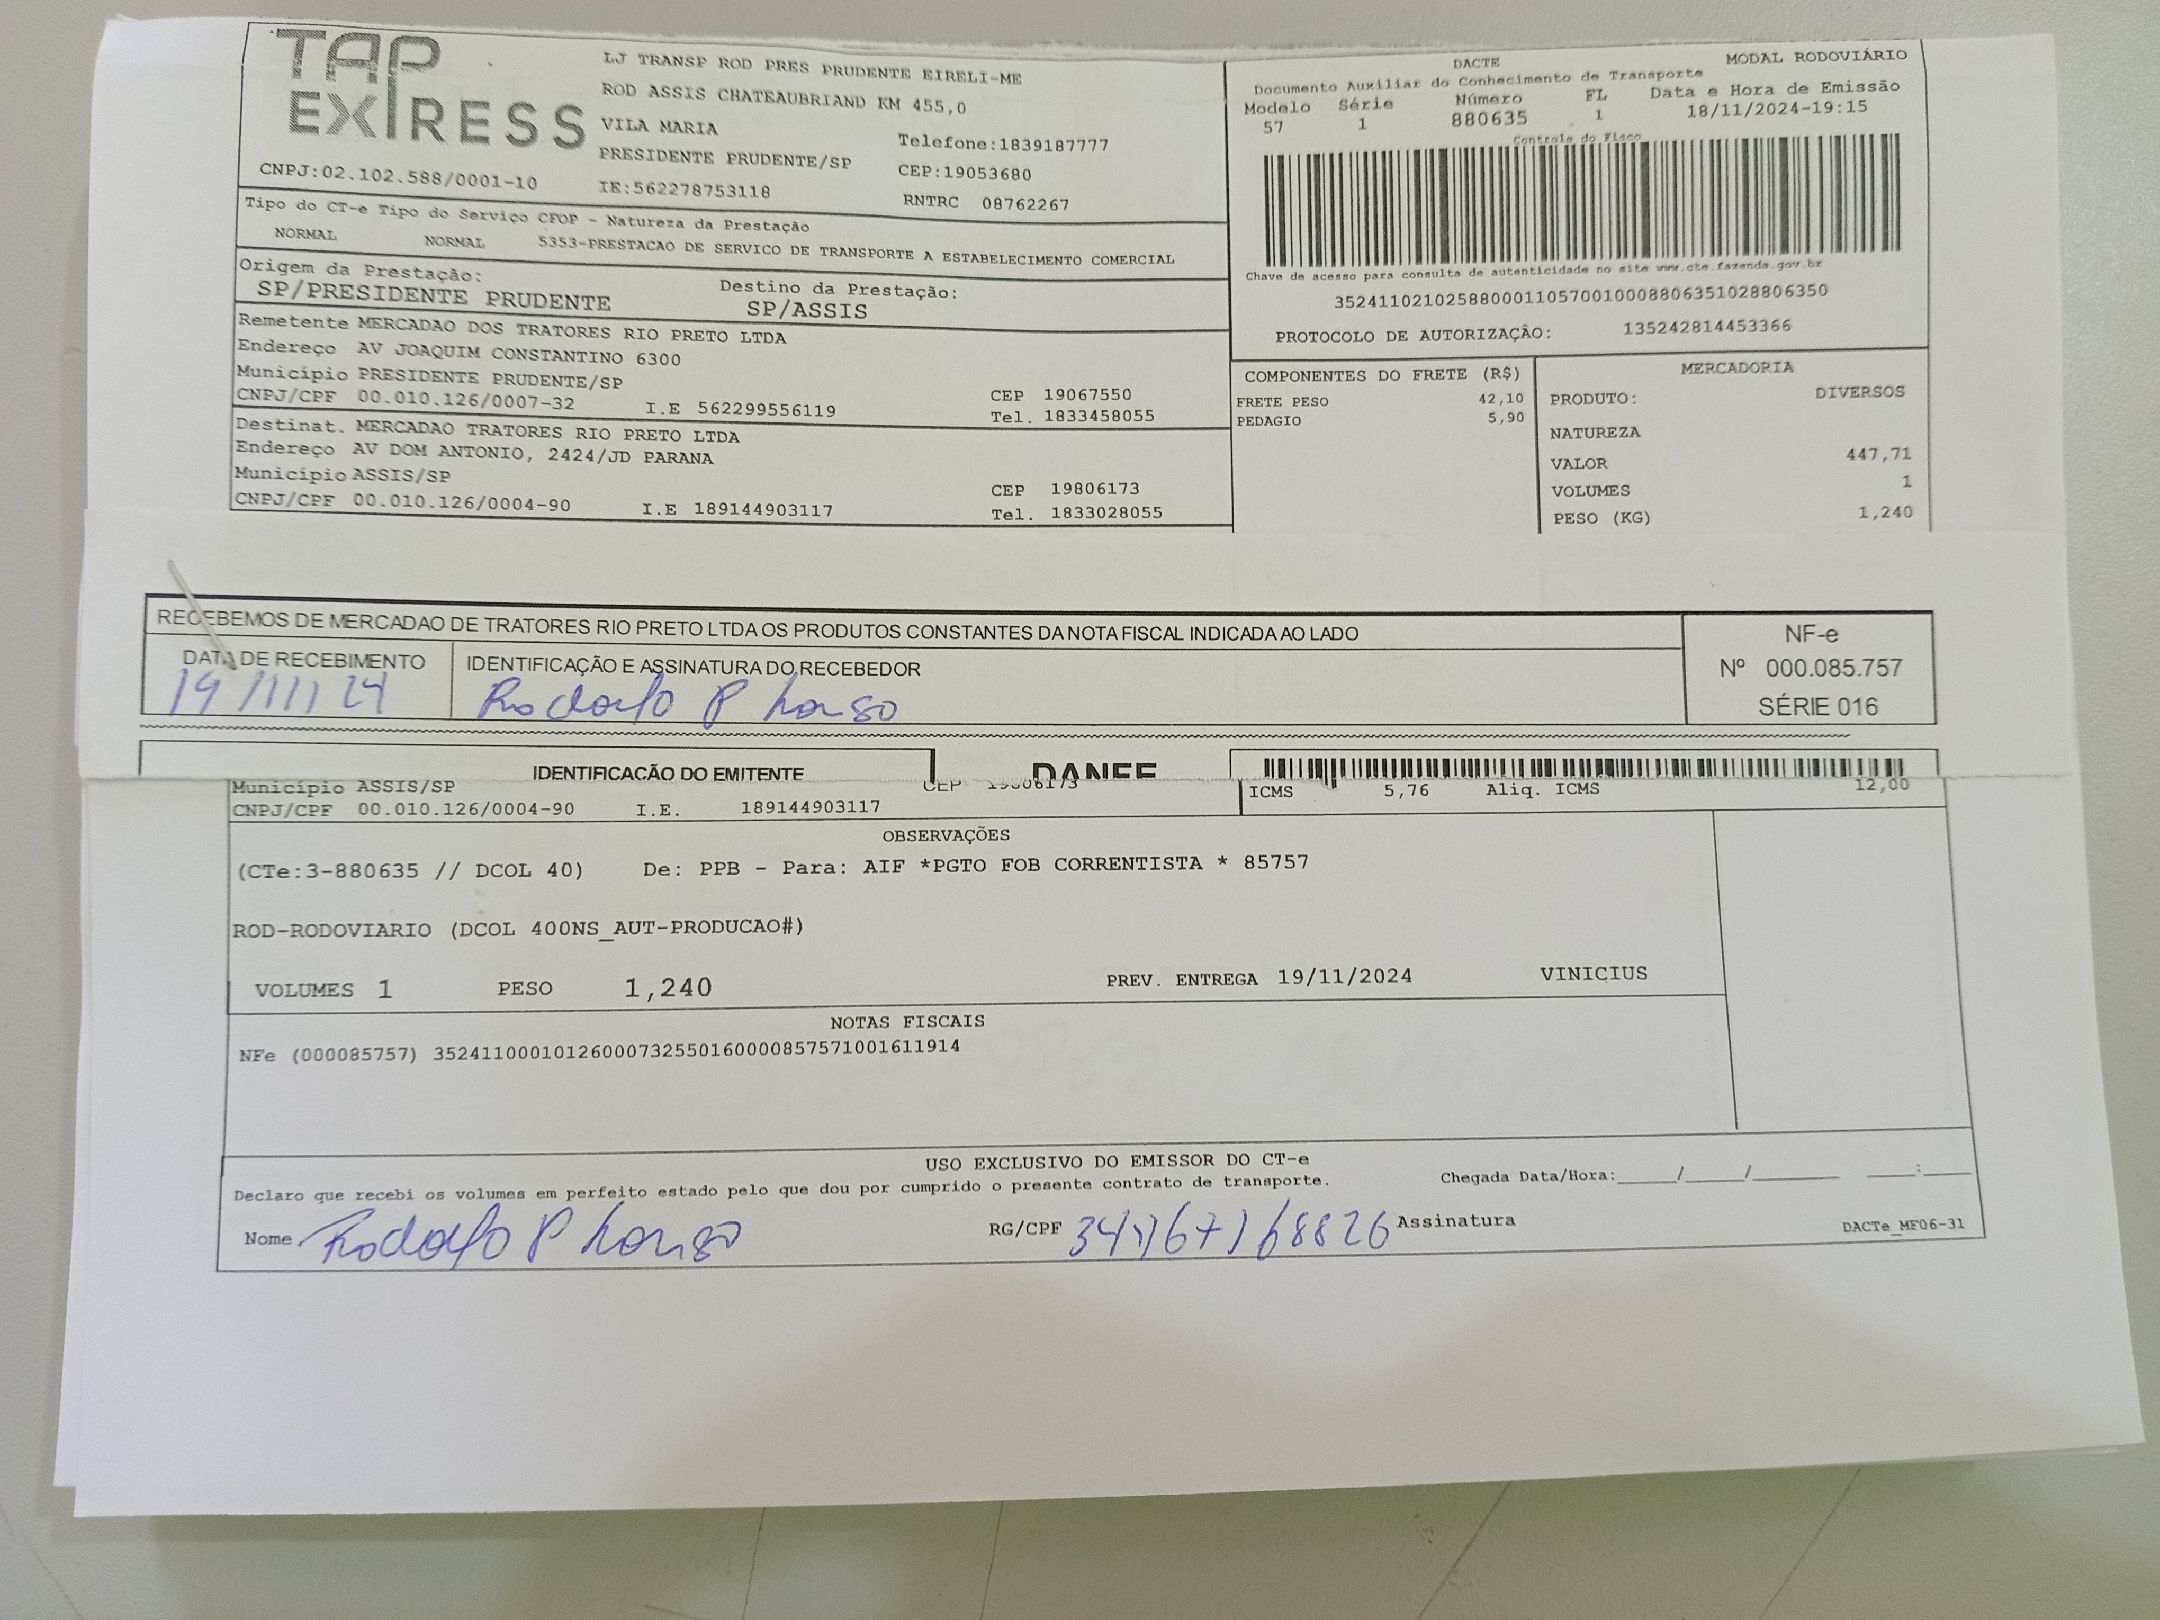 TAP EXPRESS
LJ TRANSP ROD PRES PRUDENTE EIRELI-ME
ROD ASSIS CHATEAUBRIAND KM 455,0
VILA MARIA
Telefone:1839187777
PRESIDENTE PRUDENTE/SP
CEP:19053680
CNPJ:02.102.588/0001-10
IE:562278753118
RNTRC 08762267
DACTE
MODAL RODOVIÁRIO
Documento Auxiliar do Conhecimento de Transporte
Modelo Série Número FL Data e Hora de Emissão
57 1 880635 1 18/11/2024-19:15
Controle do Fisco
Chave de acesso para consulta de autenticidade no site www.cte.fazenda.gov.br
35241102102588000110570010008806351028806350
PROTOCOLO DE AUTORIZAÇÃO: 135242814453366
Tipo do CT-e Tipo do Serviço CFOP - Natureza da Prestação
NORMAL NORMAL 5353-PRESTACAO DE SERVICO DE TRANSPORTE A ESTABELECIMENTO COMERCIAL
Origem da Prestação: Destino da Prestação:
SP/PRESIDENTE PRUDENTE SP/ASSIS
Remetente MERCADAO DOS TRATORES RIO PRETO LTDA
Endereço AV JOAQUIM CONSTANTINO 6300
Município PRESIDENTE PRUDENTE/SP CEP 19067550
CNPJ/CPF 00.010.126/0007-32 I.E 562299556119 Tel. 1833458055
Destinat. MERCADAO TRATORES RIO PRETO LTDA
Endereço AV DOM ANTONIO, 2424/JD PARANA
Município ASSIS/SP CEP 19806173
CNPJ/CPF 00.010.126/0004-90 I.E 189144903117 Tel. 1833028055
COMPONENTES DO FRETE (R$)
FRETE PESO 42,10
PEDAGIO 5,90
MERCADORIA
PRODUTO: DIVERSOS
NATUREZA
VALOR 447,71
VOLUMES 1
PESO (KG) 1,240
RECEBEMOS DE MERCADAO DE TRATORES RIO PRETO LTDA OS PRODUTOS CONSTANTES DA NOTA FISCAL INDICADA AO LADO
DATA DE RECEBIMENTO
19/11/24
IDENTIFICAÇÃO E ASSINATURA DO RECEBEDOR
Rodolfo P
NF-e
Nº 000.085.757
SÉRIE 016
IDENTIFICAÇÃO DO EMITENTE
DANFE
Município ASSIS/SP CEP 19806173
CNPJ/CPF 00.010.126/0004-90 I.E. 189144903117
ICMS 5,76 Aliq. ICMS 12,00
OBSERVAÇÕES
(CTe:3-880635 // DCOL 40) De: PPB - Para: AIF *PGTO FOB CORRENTISTA * 85757
ROD-RODOVIARIO (DCOL 400NS_AUT-PRODUCAO#)
VOLUMES 1 PESO 1,240 PREV. ENTREGA 19/11/2024 VINICIUS
NOTAS FISCAIS
NFe (000085757) 35241100010126000732550160000857571001611914
USO EXCLUSIVO DO EMISSOR DO CT-e
Declaro que recebi os volumes em perfeito estado pelo que dou por cumprido o presente contrato de transporte.
Chegada Data/Hora:_____/_____/_______ ____:____
Nome Rodolfo P
RG/CPF
Assinatura
DACTe_MF06-31